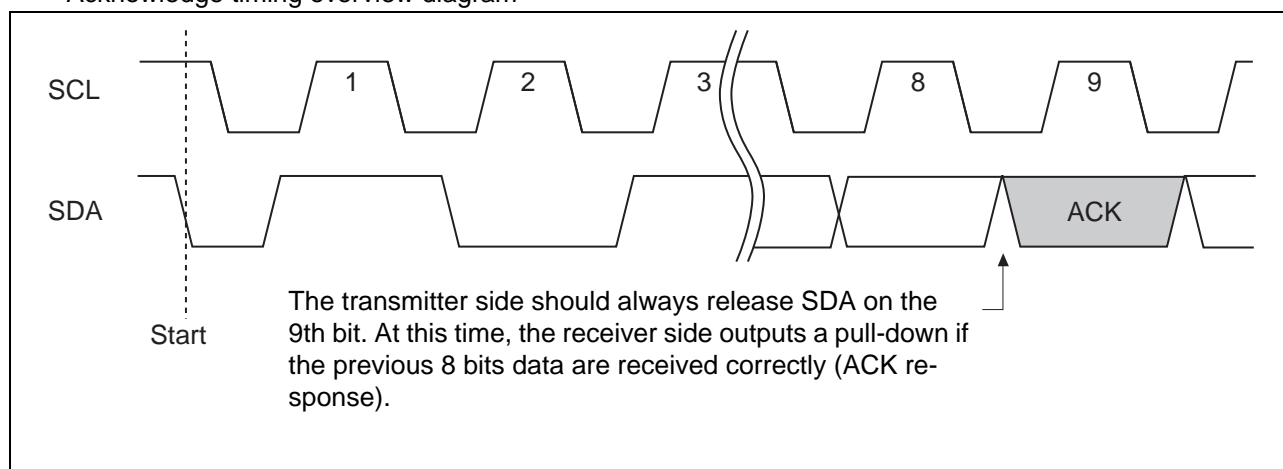 Acknowledge timing overview diagram
SCL
1
2
3
8
9
SDA
ACK
Start
The transmitter side should always release SDA on the
9th bit. At this time, the receiver side outputs a pull-down if
the previous 8 bits data are received correctly (ACK re-
sponse).